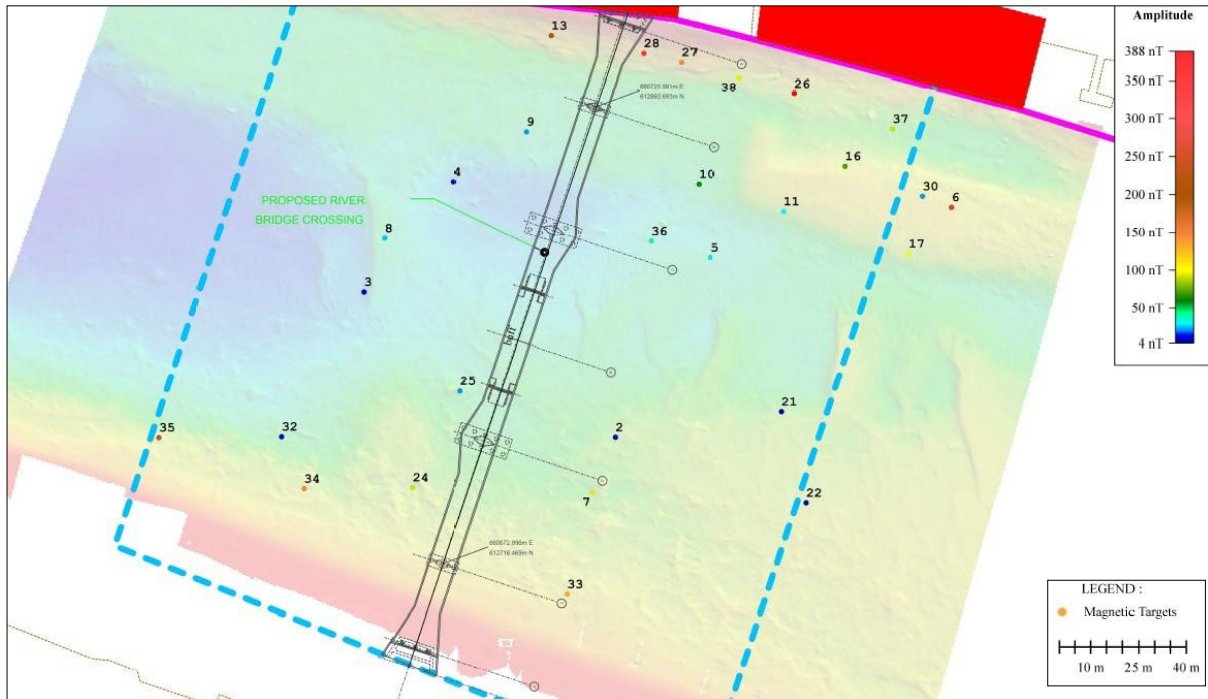 13
28
27
38
26
Amplitude
388 nT
350 nT
300 nT
250 nT
200 nT
150 nT
100 nT
50 nT
4 nT
9
37
16
4
10
30
6
11
PROPOSED RIVER
BRIDGE CROSSING
8
36
5
17
3
25
21
35
32
2
34
24
7
22
612716.469m N
33
LEGEND :
Magnetic Targets
10 m 25 m 40 m